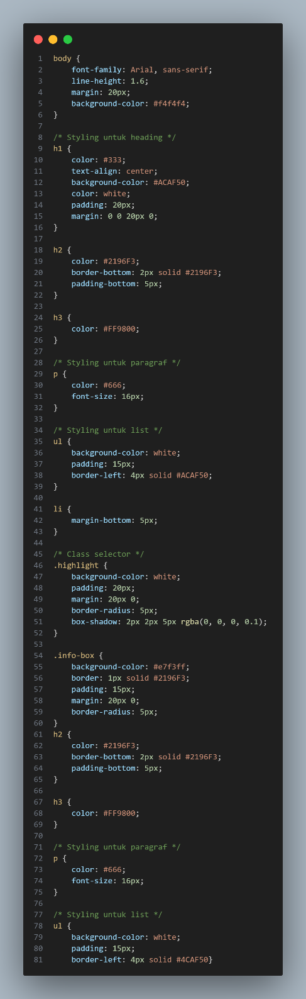 1 body {
2     font-family: Arial, sans-serif;
3     line-height: 1.6;
4     margin: 20px;
5     background-color: #f4f4f4;
6 }
7
8 /* Styling untuk heading */
9 h1 {
10     color: #333;
11     text-align: center;
12     background-color: #ACAF50;
13     color: white;
14     padding: 20px;
15     margin: 0 0 20px 0;
16 }
17
18 h2 {
19     color: #2196F3;
20     border-bottom: 2px solid #2196F3;
21     padding-bottom: 5px;
22 }
23
24 h3 {
25     color: #FF9800;
26 }
27
28 /* Styling untuk paragraf */
29 p {
30     color: #666;
31     font-size: 16px;
32 }
33
34 /* Styling untuk list */
35 ul {
36     background-color: white;
37     padding: 15px;
38     border-left: 4px solid #ACAF50;
39 }
40
41 li {
42     margin-bottom: 5px;
43 }
44
45 /* Class selector */
46 .highlight {
47     background-color: white;
48     padding: 20px;
49     margin: 20px 0;
50     border-radius: 5px;
51     box-shadow: 2px 2px 5px rgba(0, 0, 0, 0.1);
52 }
53
54 .info-box {
55     background-color: #e7f3ff;
56     border: 1px solid #2196F3;
57     padding: 15px;
58     margin: 20px 0;
59     border-radius: 5px;
60 }
61 h2 {
62     color: #2196F3;
63     border-bottom: 2px solid #2196F3;
64     padding-bottom: 5px;
65 }
66
67 h3 {
68     color: #FF9800;
69 }
70
71 /* Styling untuk paragraf */
72 p {
73     color: #666;
74     font-size: 16px;
75 }
76
77 /* Styling untuk list */
78 ul {
79     background-color: white;
80     padding: 15px;
81     border-left: 4px solid #4CAF50}